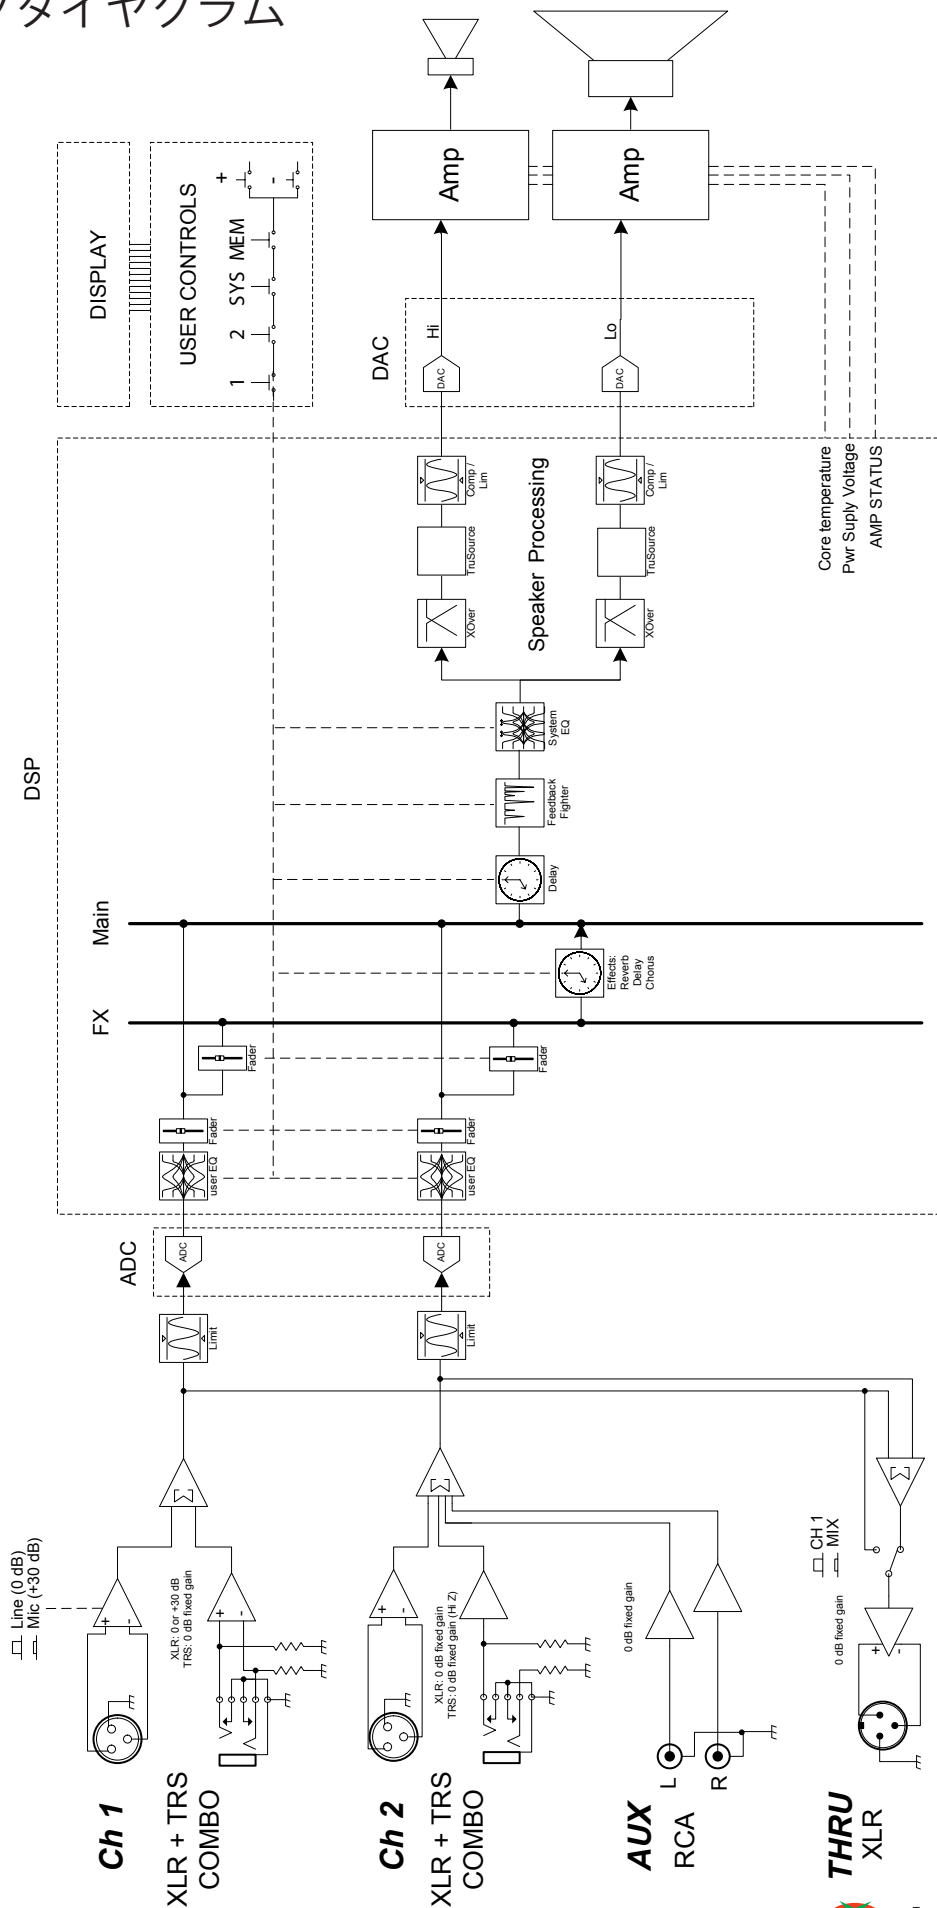 ダイヤグラム
DISPLAY
USER CONTROLS
1 2 SYS MEM + -
DAC
DAC
Hi
DAC
Lo
Amp
Amp
DSP
Main
FX
Speaker Processing
XOver
TruSource
Comp /
Lim
XOver
TruSource
Comp /
Lim
System
EQ
Feedback
Fighter
Delay
Effects:
Reverb
Delay
Chorus
Fader
Fader
Fader
user EQ
Fader
user EQ
Core temperature
Pwr Suply Voltage
AMP STATUS
ADC
ADC
ADC
Limit
Limit
Line (0 dB)
Mic (+30 dB)
Σ
+
-
XLR: 0 or +30 dB
TRS: 0 dB fixed gain
+
-
Ch 1
XLR + TRS
COMBO
Σ
+
-
XLR: 0 dB fixed gain
TRS: 0 dB fixed gain (Hi Z)
Ch 2
XLR + TRS
COMBO
0 dB fixed gain
L
R
AUX
RCA
CH 1
MIX
Σ
0 dB fixed gain
+
-
THRU
XLR